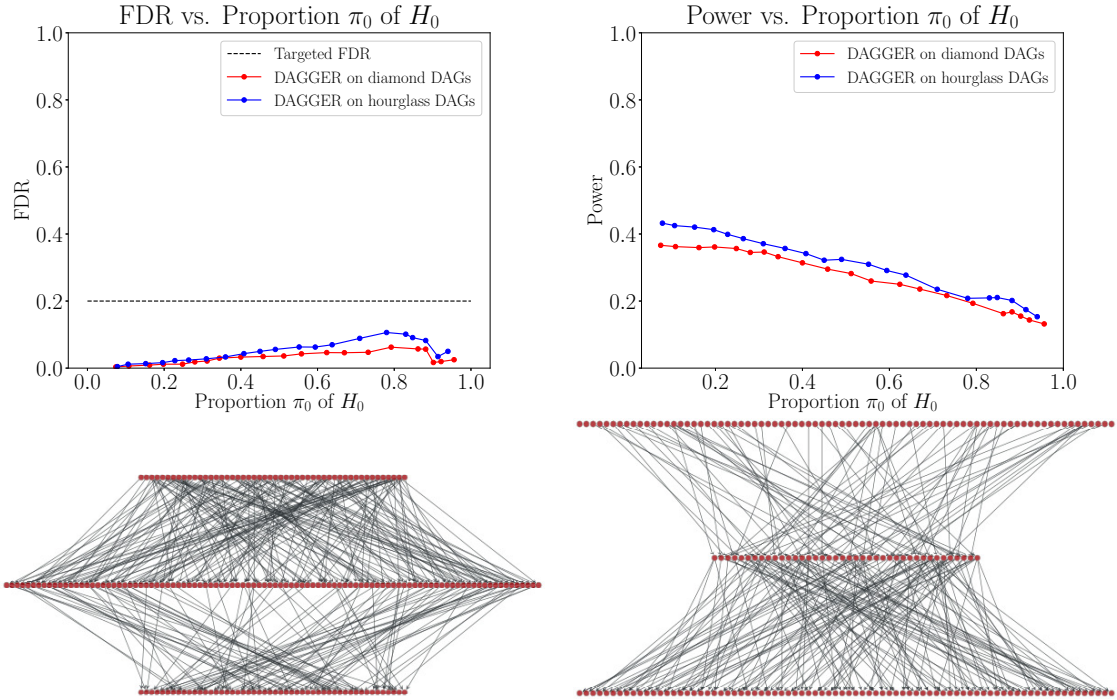 FDR vs. Proportion π₀ of H₀
1.0
0.8
0.6
0.4
0.2
0.0
FDR
Targeted FDR
DAGGER on diamond DAGs
DAGGER on hourglass DAGs
0.0 0.2 0.4 0.6 0.8 1.0
Proportion π₀ of H₀
Power vs. Proportion π₀ of H₀
1.0
0.8
0.6
0.4
0.2
0.0
Power
DAGGER on diamond DAGs
DAGGER on hourglass DAGs
0.2 0.4 0.6 0.8 1.0
Proportion π₀ of H₀